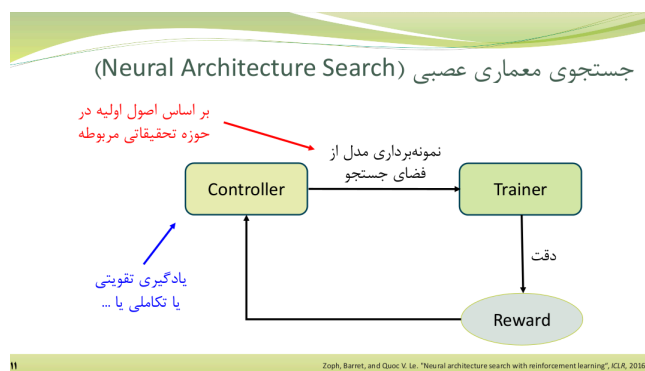 جستجوی معماری عصبی (Neural Architecture Search)
بر اساس اصول اولیه در
حوزه تحقیقاتی مربوطه
نمونه‌برداری مدل از
فضای جستجو
Controller
Trainer
دقت
یادگیری تقویتی
یا تکاملی یا ...
Reward
۱۱
Zoph, Barret, and Quoc V. Le. "Neural architecture search with reinforcement learning", ICLR, 2016